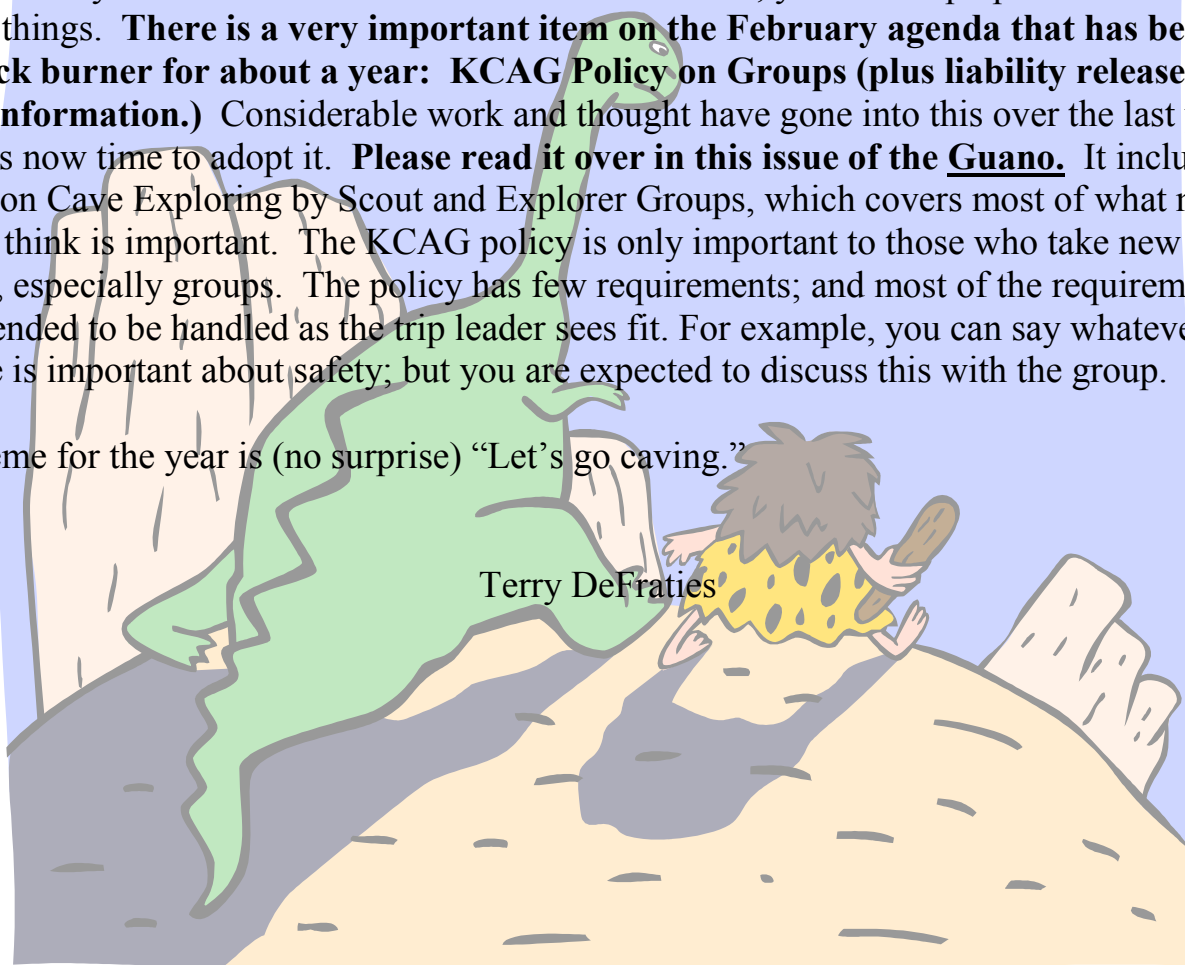 things. There is a very important item on the February agenda that has be
ck burner for about a year: KCAG Policy on Groups (plus liability release
nformation.) Considerable work and thought have gone into this over the last
s now time to adopt it. Please read it over in this issue of the Guano. It inclu
on Cave Exploring by Scout and Explorer Groups, which covers most of what
think is important. The KCAG policy is only important to those who take new
, especially groups. The policy has few requirements; and most of the requirem
ended to be handled as the trip leader sees fit. For example, you can say whateve
e is important about safety; but you are expected to discuss this with the group.
eme for the year is (no surprise) “Let’s go caving.”
Terry DeFraties